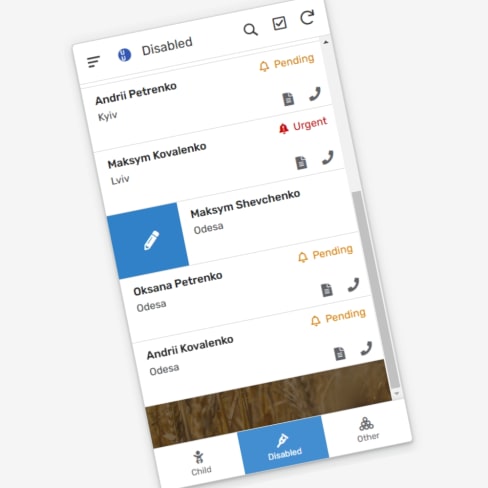 Disabled
Pending
Andrii Petrenko
Kyiv
Urgent
Maksym Kovalenko
Lviv
Maksym Shevchenko
Odesa
Pending
Oksana Petrenko
Odesa
Pending
Andrii Kovalenko
Odesa
Child
Disabled
Other